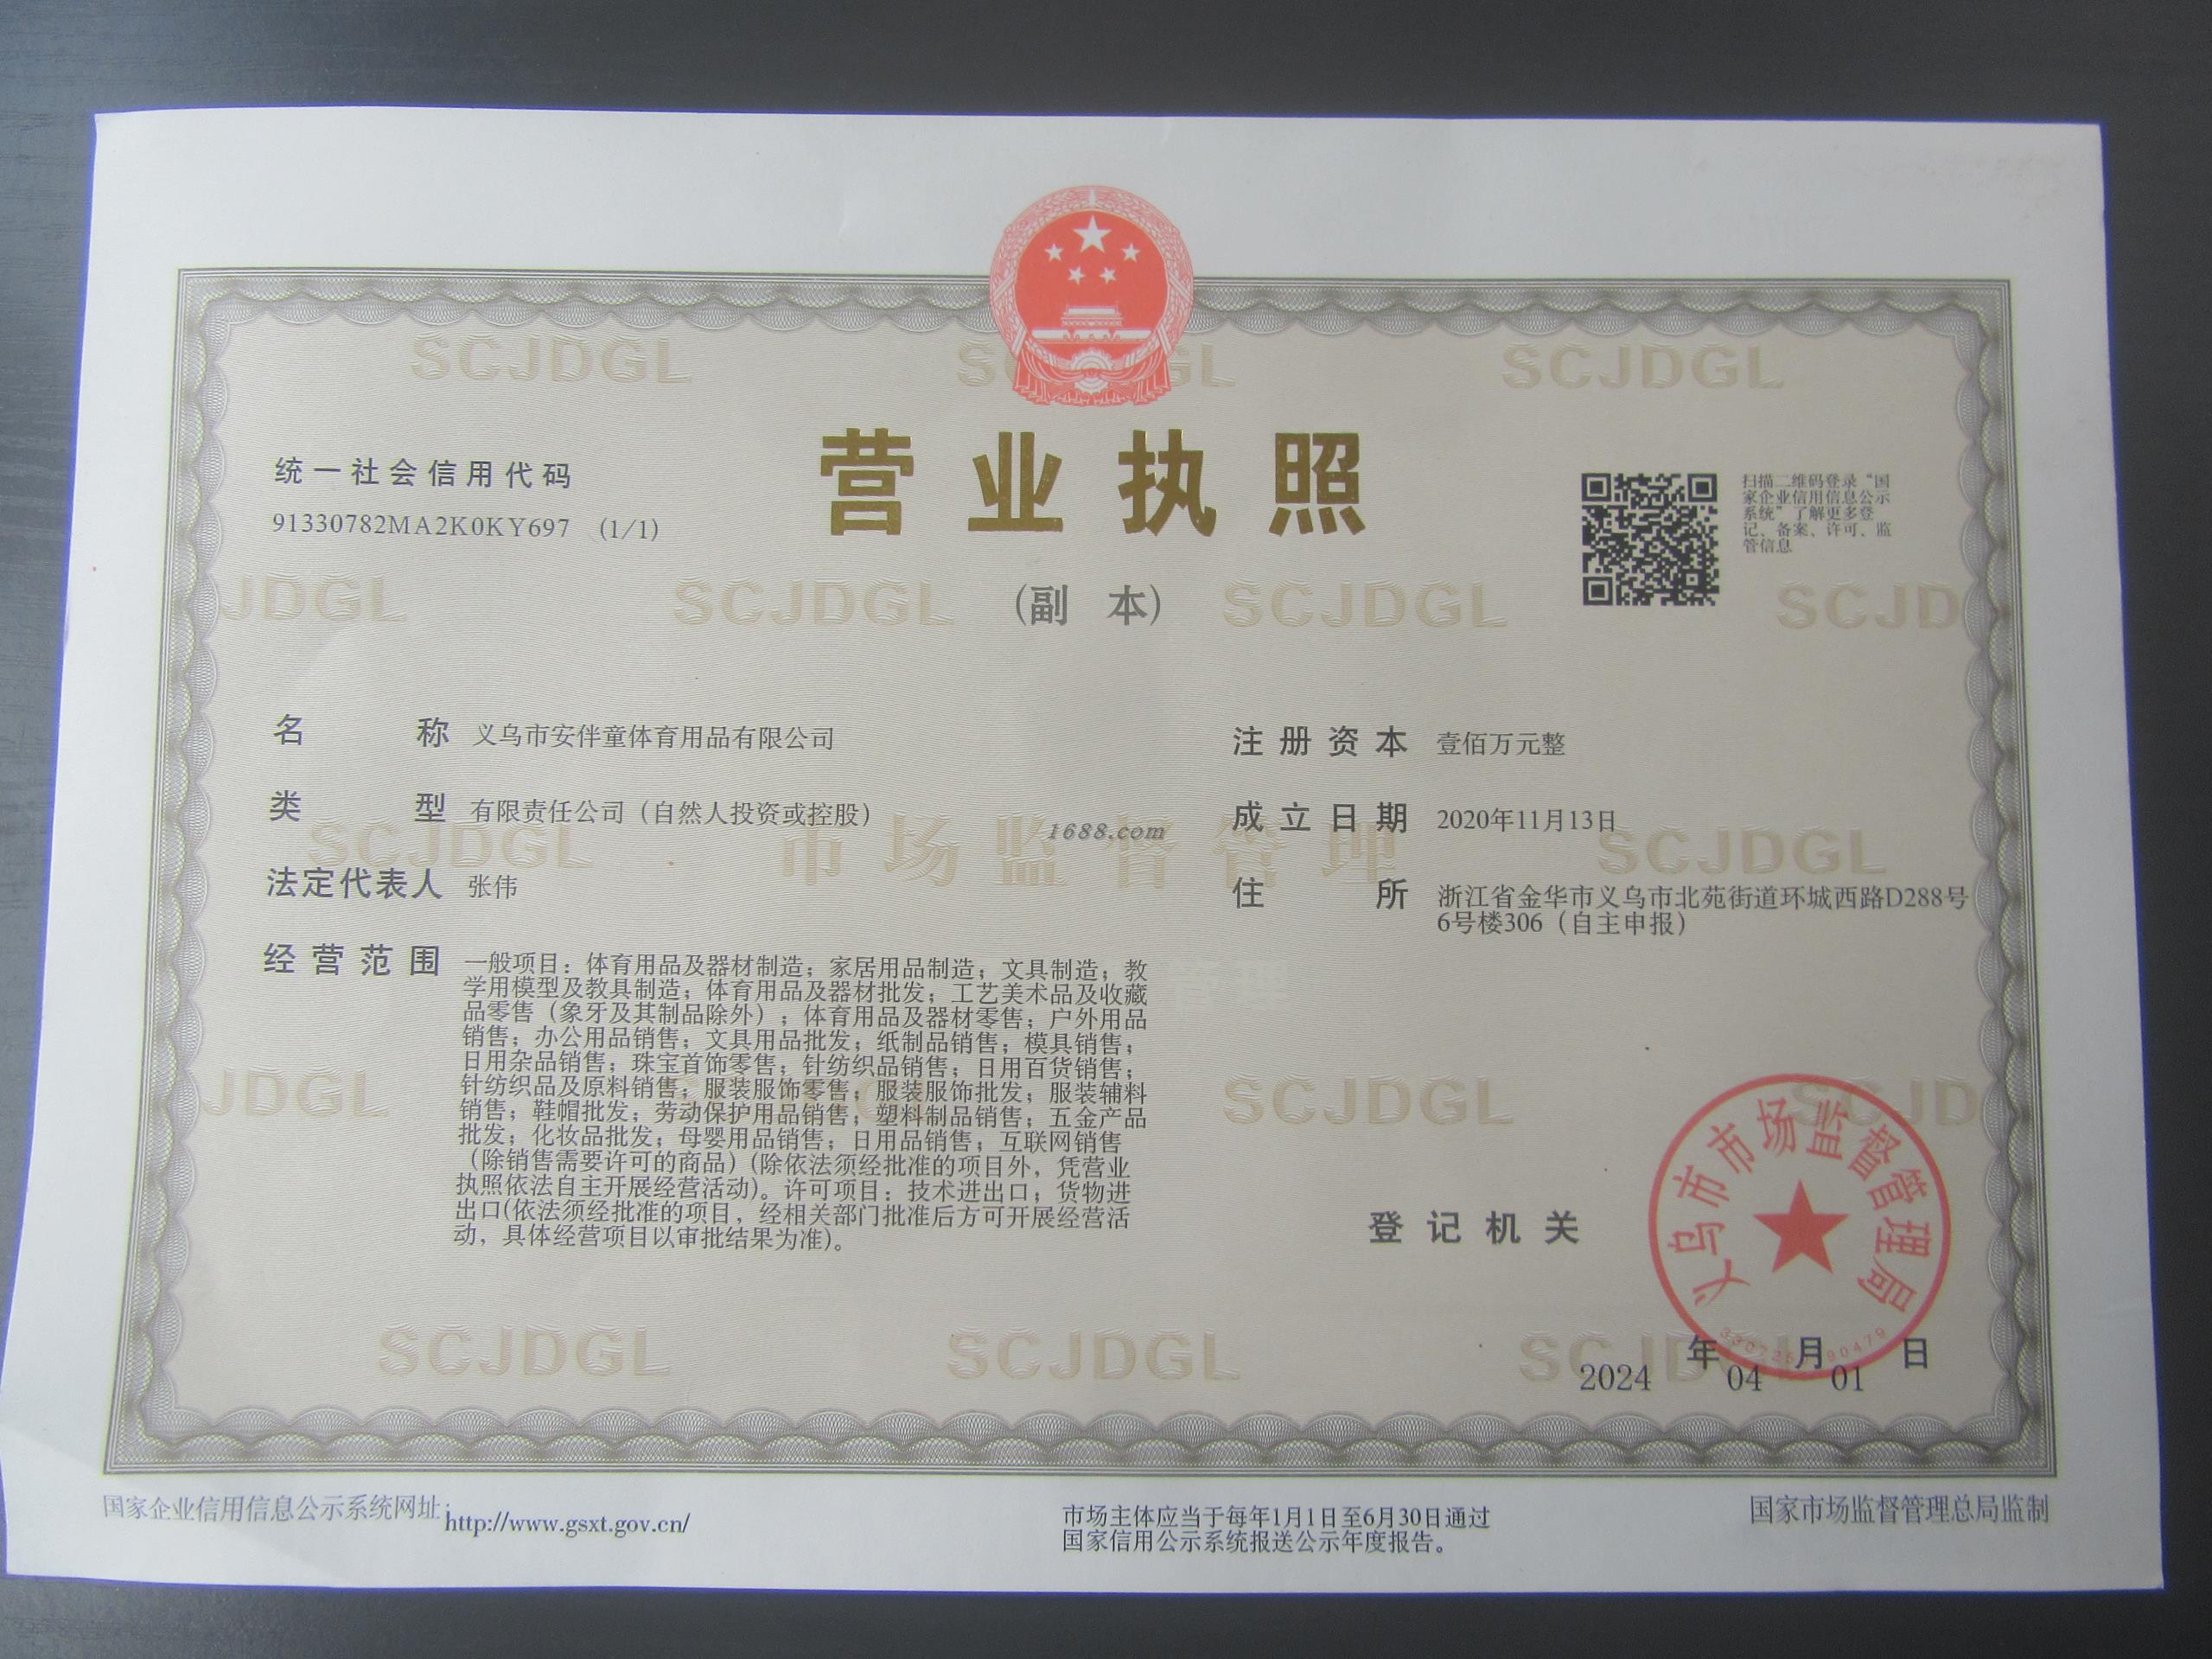 营业执照
(副 本)
统一社会信用代码
91330782MA2K0KY697 (1/1)
扫描二维码登录“国
家企业信用信息公示
系统”了解更多登
记、备案、许可、监
管信息
名 称 义乌市安伴童体育用品有限公司
类 型 有限责任公司（自然人投资或控股）
法定代表人 张伟
经营范围 一般项目：体育用品及器材制造；家居用品制造；文具制造；教
学用模型及教具制造；体育用品及器材批发；工艺美术品及收藏
品零售（象牙及其制品除外）；体育用品及器材零售；户外用品
销售；办公用品销售；文具用品批发；纸制品销售；模具销售；
日用杂品销售；珠宝首饰零售；针纺织品销售；日用百货销售；
针纺织品及原料销售；服装服饰零售；服装服饰批发；服装辅料
销售；鞋帽批发；劳动保护用品销售；塑料制品销售；五金产品
批发；化妆品批发；母婴用品销售；日用品销售；互联网销售
（除销售需要许可的商品）(除依法须经批准的项目外，凭营业
执照依法自主开展经营活动)。许可项目：技术进出口；货物进
出口(依法须经批准的项目，经相关部门批准后方可开展经营活
动，具体经营项目以审批结果为准)。
注册资本 壹佰万元整
成立日期 2020年11月13日
住 所 浙江省金华市义乌市北苑街道环城西路D288号
6号楼306（自主申报）
1688.com
市场监督管理
SCJDGL
登记机关
义乌市市场监督管理局
2024 年 04 月 01 日
国家企业信用信息公示系统网址：http://www.gsxt.gov.cn/
市场主体应当于每年1月1日至6月30日通过
国家信用公示系统报送公示年度报告。
国家市场监督管理总局监制